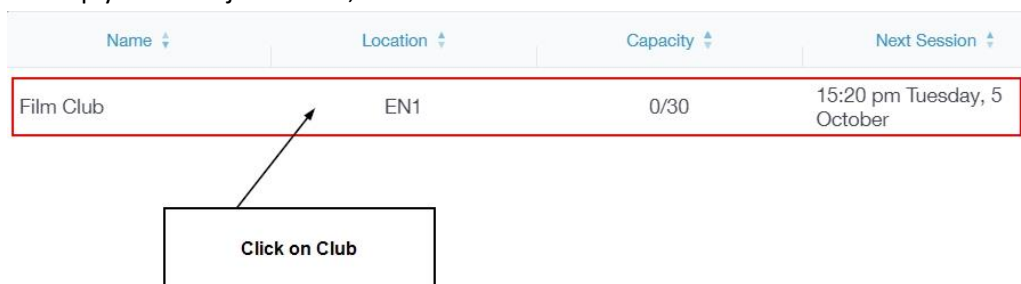 Name Location Capacity Next Session
Film Club EN1 0/30 15:20 pm Tuesday, 5
October
Click on Club